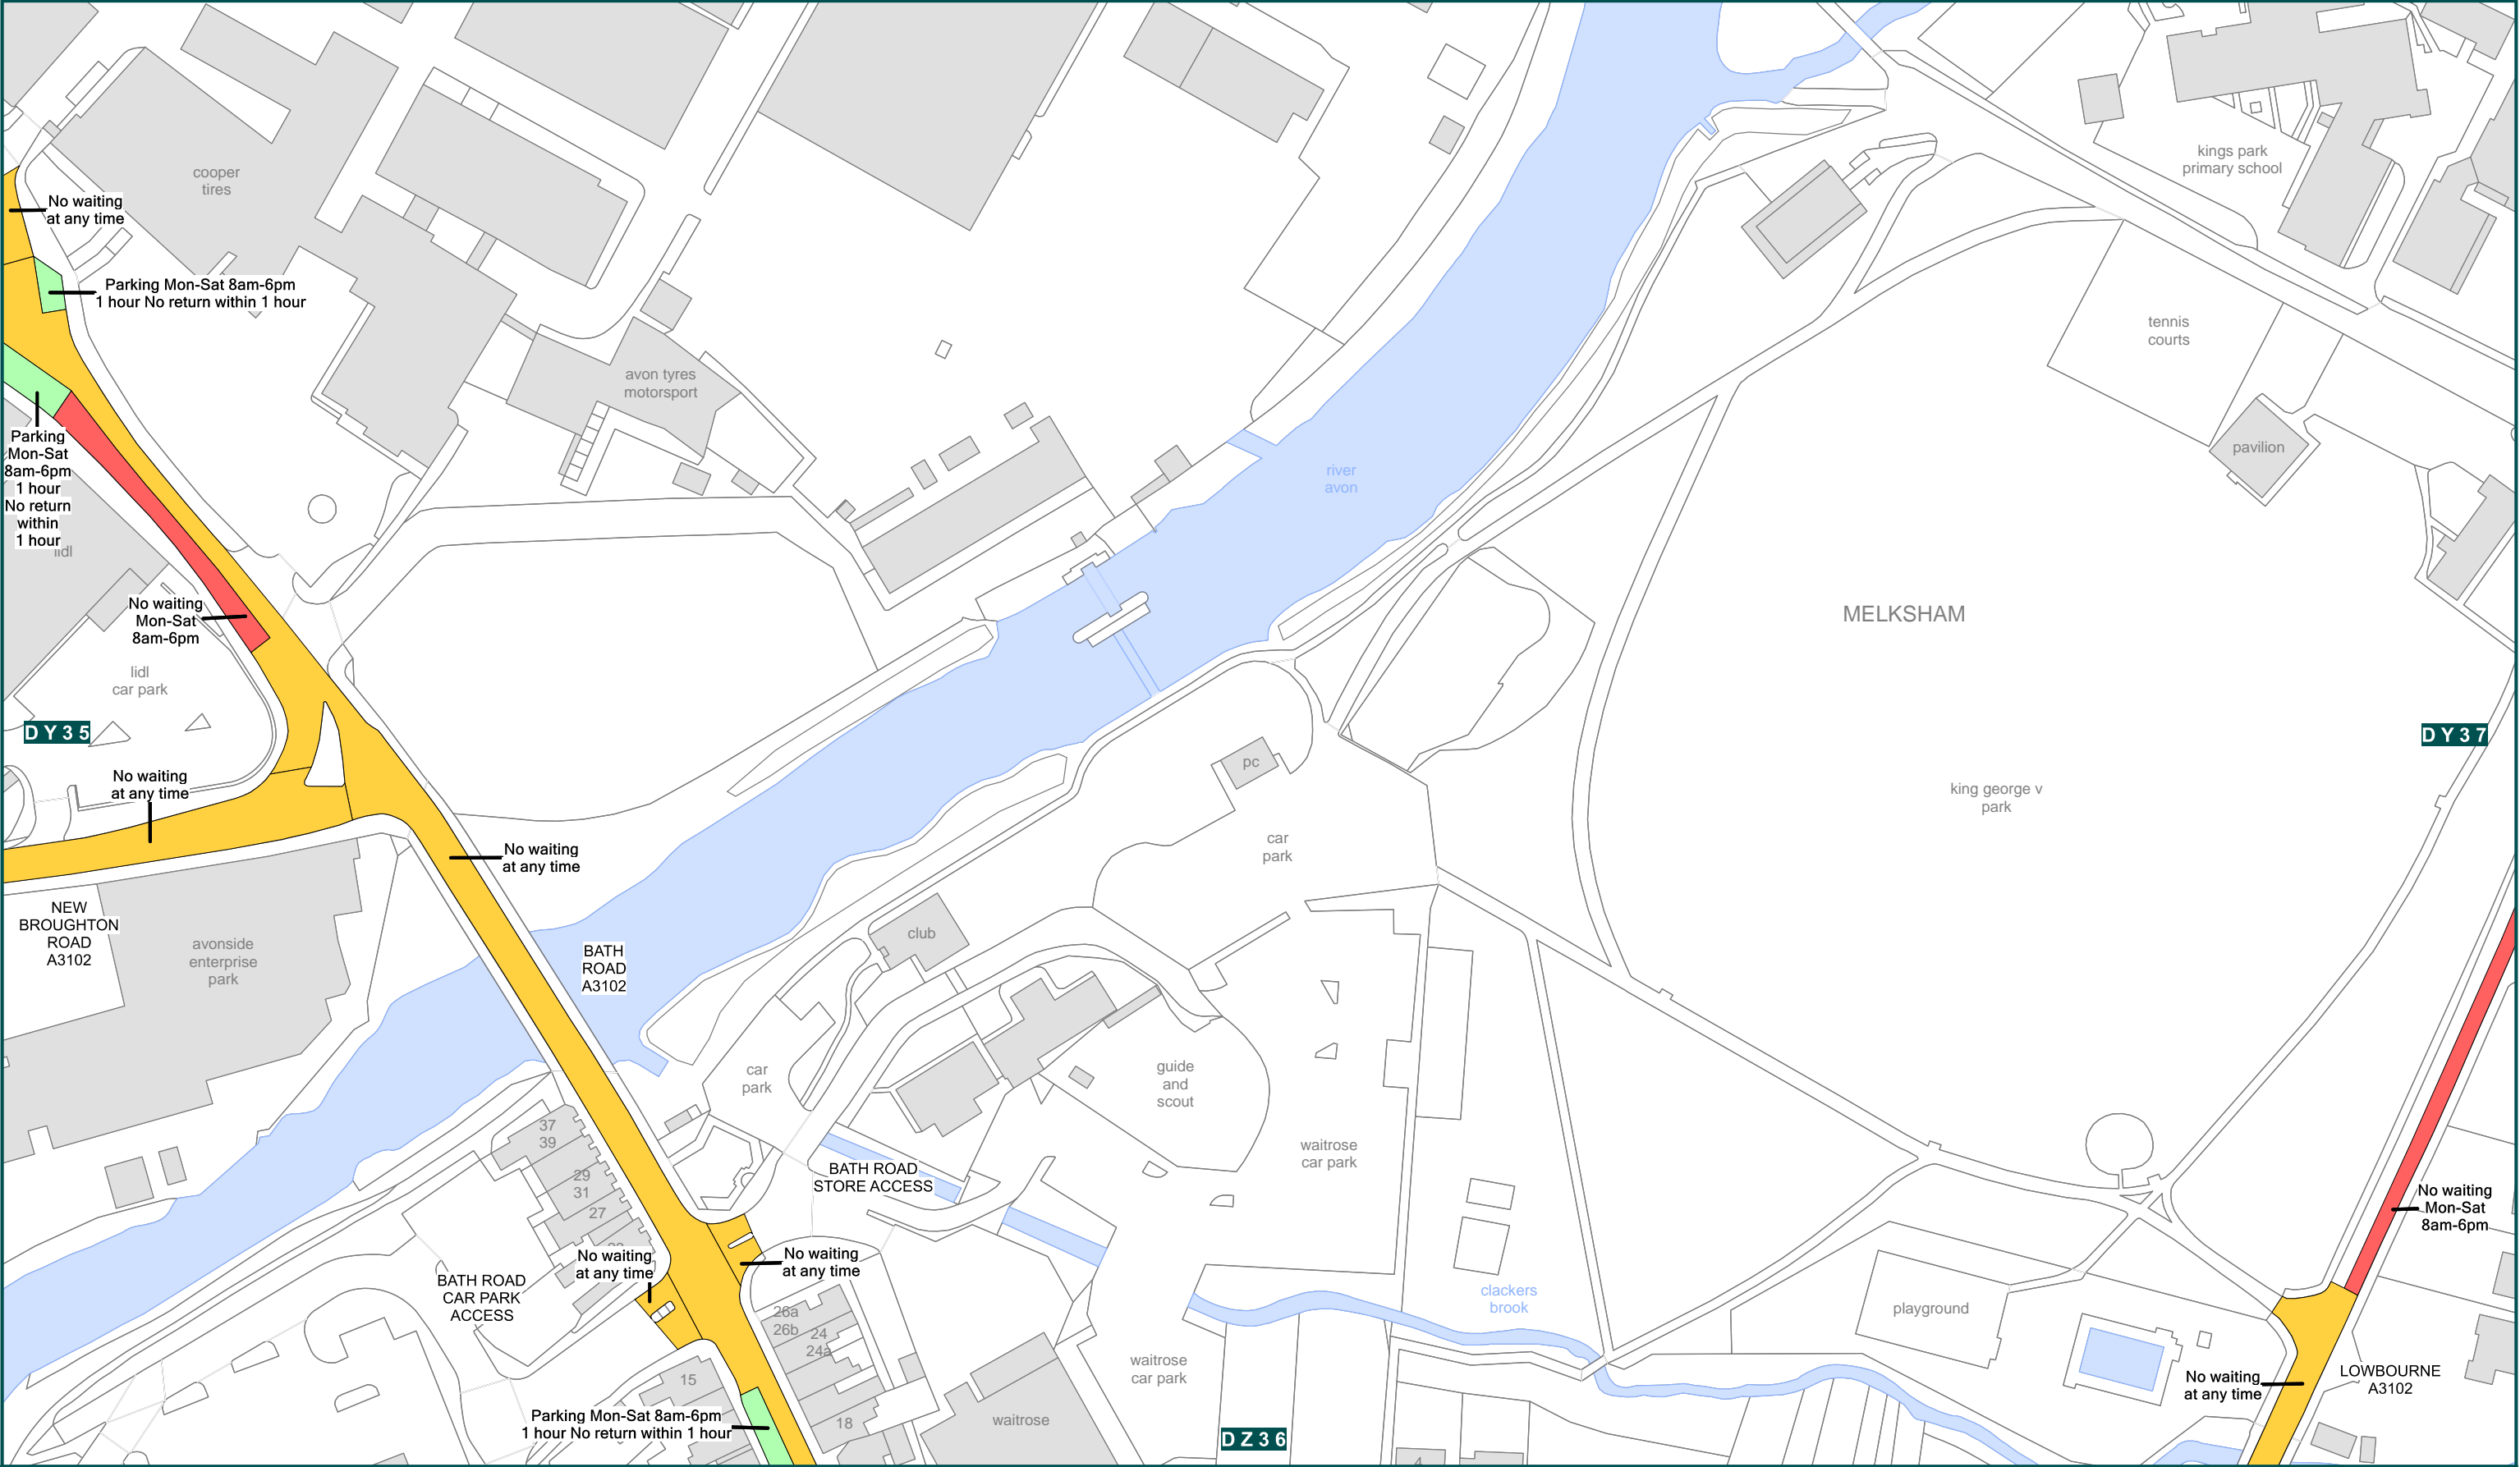 cooper
tires
No waiting
at any time
Parking Mon-Sat 8am-6pm
1 hour No return within 1 hour
kings park
primary school
tennis
courts
avon tyres
motorsport
pavilion
Parking
Mon-Sat
8am-6pm
1 hour
No return
within
1 hour
lidl
river
avon
No waiting
Mon-Sat
8am-6pm
MELKSHAM
lidl
car park
DY35
DY37
No waiting
at any time
pc
king george v
park
car
park
No waiting
at any time
NEW
BROUGHTON
ROAD
A3102
avonside
enterprise
park
BATH
ROAD
A3102
club
car
park
guide
and
scout
waitrose
car park
37
39
29
31
27
BATH ROAD
STORE ACCESS
No waiting
Mon-Sat
8am-6pm
No waiting
at any time
No waiting
at any time
BATH ROAD
CAR PARK
ACCESS
clackers
brook
playground
26a
26b
24
24a
15
waitrose
car park
No waiting
at any time
LOWBOURNE
A3102
Parking Mon-Sat 8am-6pm
1 hour No return within 1 hour
18
waitrose
DZ36